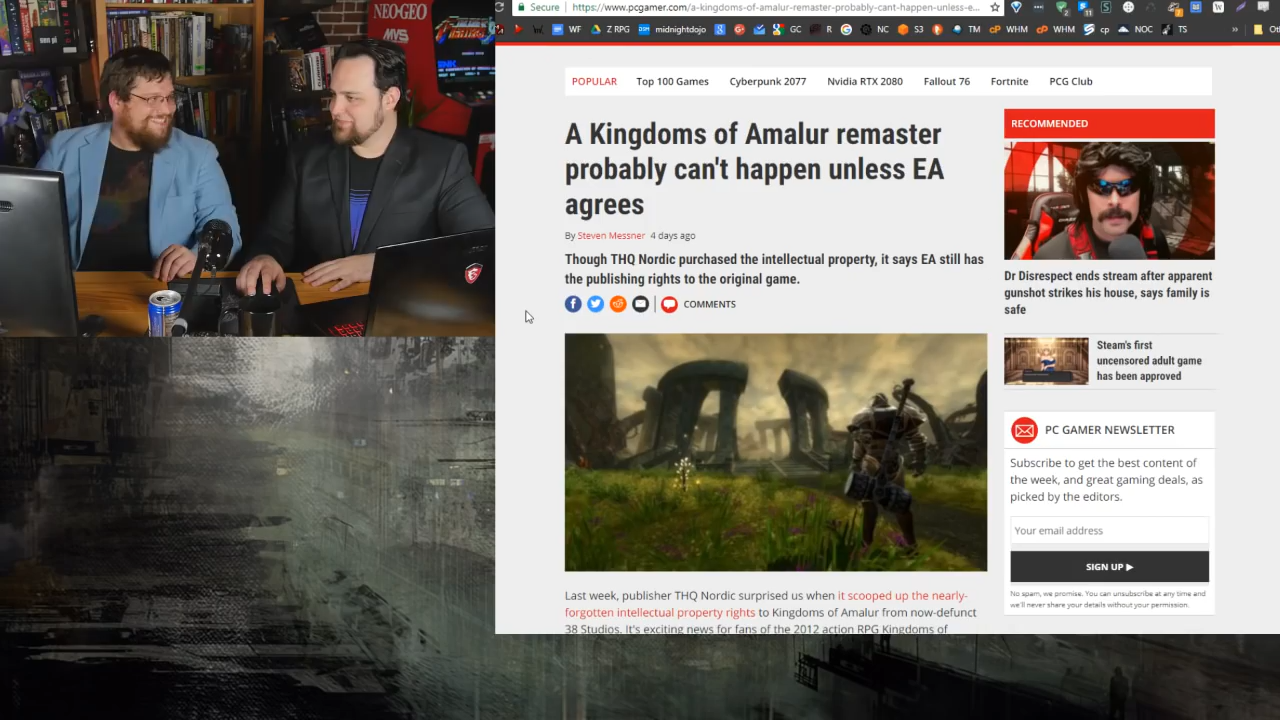 NEO·GEO
MVS
SNK
Secure
https://www.pcgamer.com/a-kingdoms-of-amalur-remaster-probably-cant-happen-unless-e...
WF
Z RPG
midnightdojo
GC
R
NC
S3
TM
WHM
WHM
cp
NOC
TS
»
POPULAR
Top 100 Games
Cyberpunk 2077
Nvidia RTX 2080
Fallout 76
Fortnite
PCG Club
A Kingdoms of Amalur remaster
probably can't happen unless EA
agrees
By Steven Messner 4 days ago
Though THQ Nordic purchased the intellectual property, it says EA still has
the publishing rights to the original game.
COMMENTS
Last week, publisher THQ Nordic surprised us when it scooped up the nearly-
forgotten intellectual property rights to Kingdoms of Amalur from now-defunct
38 Studios. It's exciting news for fans of the 2012 action RPG Kingdoms of
RECOMMENDED
Dr Disrespect ends stream after apparent
gunshot strikes his house, says family is
safe
Steam's first
uncensored adult game
has been approved
PC GAMER NEWSLETTER
Subscribe to get the best content of
the week, and great gaming deals, as
picked by the editors.
Your email address
SIGN UP ▶
No spam, we promise. You can unsubscribe at any time and
we'll never share your details without your permission.